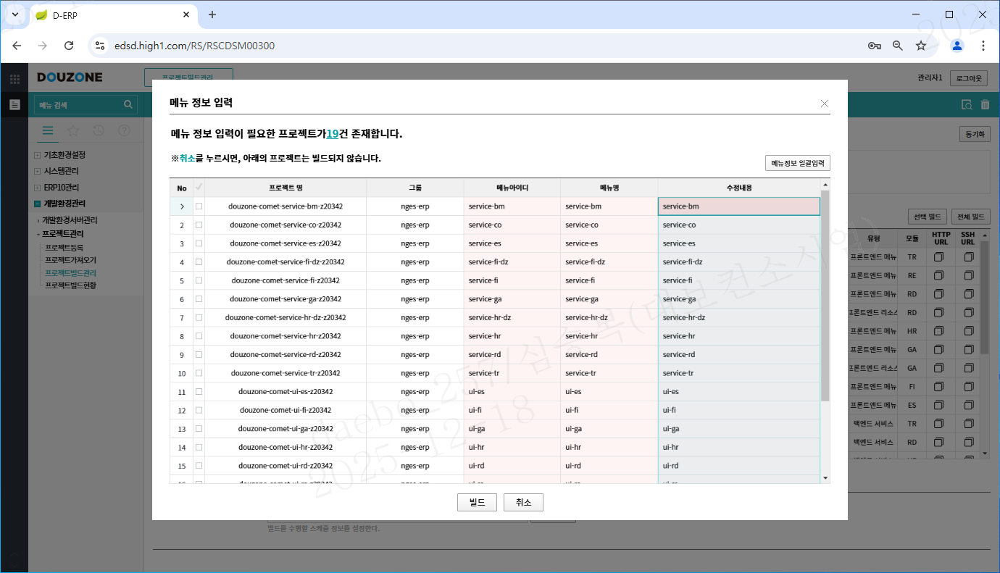 D-ERP
edsd.high1.com/RS/RSCDSM00300
DOUZONE
프로젝트빌드관리
관리자1
로그아웃
메뉴 검색
동기화
기초환경설정
시스템관리
ERP10관리
개발환경관리
개발환경서버관리
프로젝트관리
프로젝트등록
프로젝트가져오기
프로젝트빌드관리
프로젝트빌드현황
메뉴 정보 입력
메뉴 정보 입력이 필요한 프로젝트가19건 존재합니다.
※취소를 누르시면, 아래의 프로젝트는 빌드되지 않습니다.
메뉴정보 일괄입력
No 프로젝트 명 그룹 메뉴아이디 메뉴명 수정내용
douzone-comet-service-bm-z20342 nges-erp service-bm service-bm service-bm
2 douzone-comet-service-co-z20342 nges-erp service-co service-co service-co
3 douzone-comet-service-es-z20342 nges-erp service-es service-es service-es
4 douzone-comet-service-fi-dz-z20342 nges-erp service-fi-dz service-fi-dz service-fi-dz
5 douzone-comet-service-fi-z20342 nges-erp service-fi service-fi service-fi
6 douzone-comet-service-ga-z20342 nges-erp service-ga service-ga service-ga
7 douzone-comet-service-hr-dz-z20342 nges-erp service-hr-dz service-hr-dz service-hr-dz
8 douzone-comet-service-hr-z20342 nges-erp service-hr service-hr service-hr
9 douzone-comet-service-rd-z20342 nges-erp service-rd service-rd service-rd
10 douzone-comet-service-tr-z20342 nges-erp service-tr service-tr service-tr
11 douzone-comet-ui-es-z20342 nges-erp ui-es ui-es ui-es
12 douzone-comet-ui-fi-z20342 nges-erp ui-fi ui-fi ui-fi
13 douzone-comet-ui-ga-z20342 nges-erp ui-ga ui-ga ui-ga
14 douzone-comet-ui-hr-z20342 nges-erp ui-hr ui-hr ui-hr
15 douzone-comet-ui-rd-z20342 nges-erp ui-rd ui-rd ui-rd
빌드 취소
선택 빌드 전체 빌드
유형 모듈 HTTP URL SSH URL
프론트엔드 메뉴 TR
프론트엔드 메뉴 RE
프론트엔드 메뉴 RD
프론트엔드 리소스 RD
프론트엔드 메뉴 HR
프론트엔드 메뉴 GA
프론트엔드 리소스 GA
프론트엔드 메뉴 FI
프론트엔드 메뉴 ES
백엔드 서비스 TR
백엔드 서비스 RD
빌드를 수행할 스케줄 정보를 설정한다.
daebo_257/심승목(대보컨소시엄)
2025-12-18